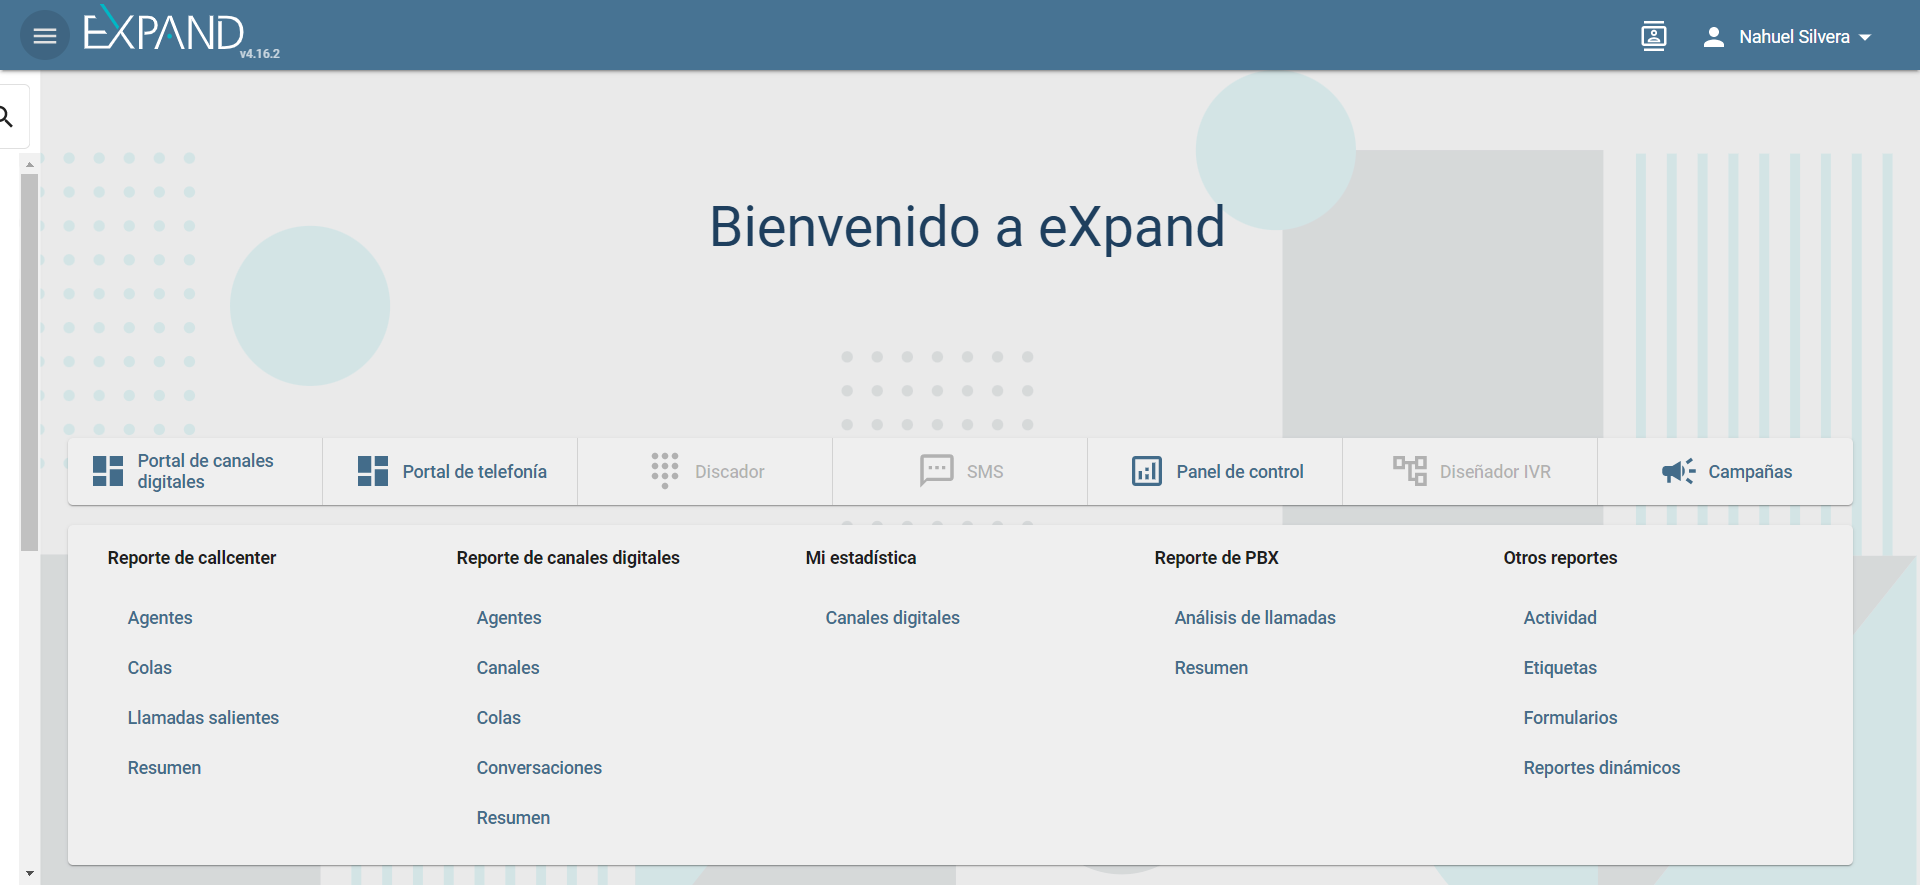 EXPAND
v4.16.2
Nahuel Silvera
Bienvenido a eXpand
Portal de canales
digitales
Portal de telefonía
Discador
SMS
Panel de control
Diseñador IVR
Campañas
Reporte de callcenter
Agentes
Colas
Llamadas salientes
Resumen
Reporte de canales digitales
Agentes
Canales
Colas
Conversaciones
Resumen
Mi estadística
Canales digitales
Reporte de PBX
Análisis de llamadas
Resumen
Otros reportes
Actividad
Etiquetas
Formularios
Reportes dinámicos